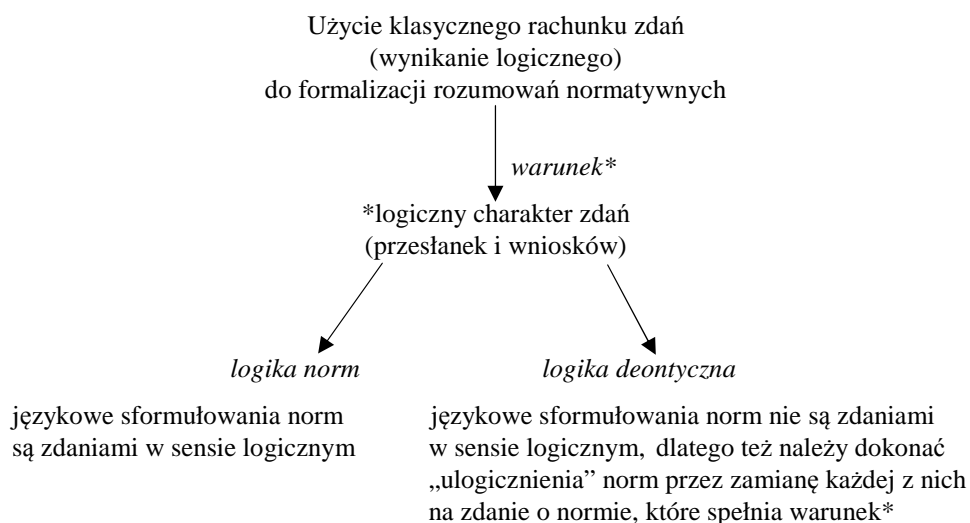 Użycie klasycznego rachunku zdań
(wynikanie logicznego)
do formalizacji rozumowań normatywnych
warunek*
*logiczny charakter zdań
(przesłanek i wniosków)
logika norm
językowe sformułowania norm
są zdaniami w sensie logicznym
logika deontyczna
językowe sformułowania norm nie są zdaniami
w sensie logicznym, dlatego też należy dokonać
„ulogicznienia” norm przez zamianę każdej z nich
na zdanie o normie, które spełnia warunek*